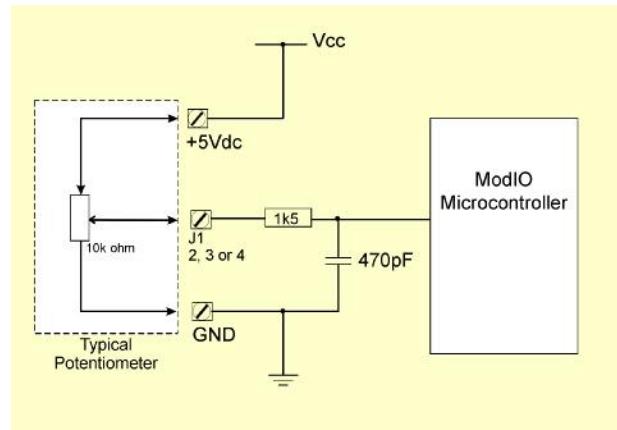 Vcc
+5Vdc
ModIO
Microcontroller
10k ohm
J1
2, 3 or 4
1k5
470pF
GND
Typical
Potentiometer